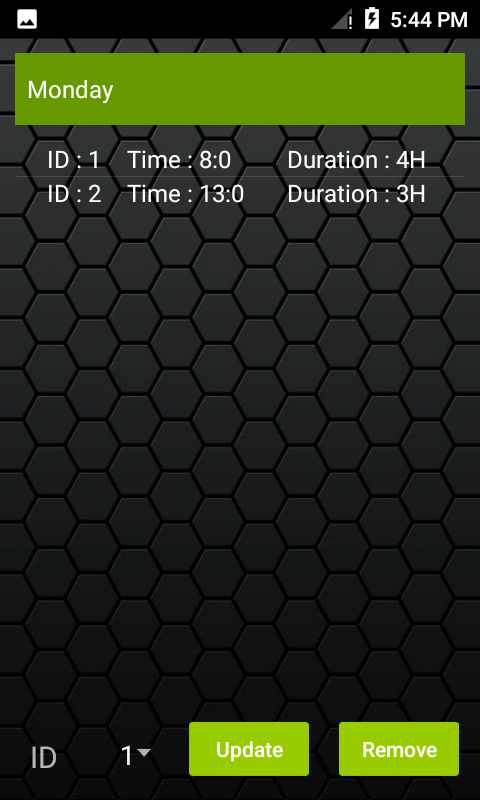 5:44 PM
Monday
ID : 1 Time : 8:0 Duration : 4H
ID : 2 Time : 13:0 Duration : 3H
ID 1 Update Remove